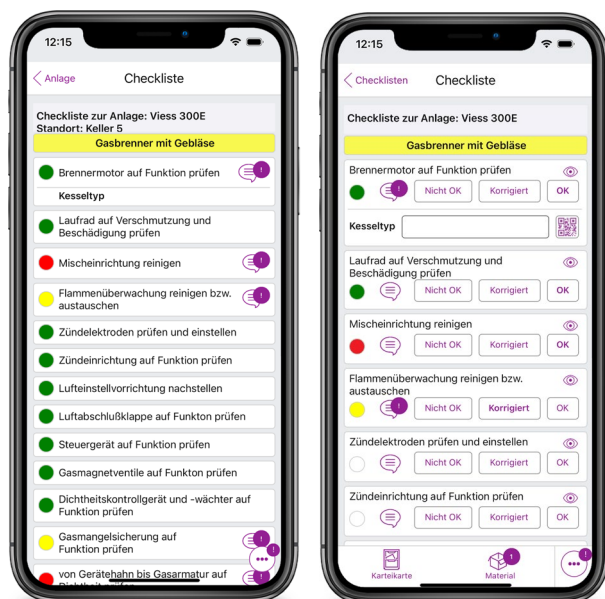 12:15
Anlage
Checkliste
Checkliste zur Anlage: Viess 300E
Standort: Keller 5
Gasbrenner mit Gebläse
Brennermotor auf Funktion prüfen
!
Kesseltyp
Laufrad auf Verschmutzung und
Beschädigung prüfen
Mischeinrichtung reinigen
!
Flammenüberwachung reinigen bzw.
austauschen
!
Zündelektroden prüfen und einstellen
Zündeinrichtung auf Funktion prüfen
Lufteinstellvorrichtung nachstellen
Luftabschlußklappe auf Funkton prüfen
Steuergerät auf Funktion prüfen
Gasmagnetventile auf Funkton prüfen
Dichtheitskontrollgerät und -wächter auf
Funktion prüfen
Gasmangelsicherung auf
Funktion prüfen
!
!
von Gerätehahn bis Gasarmatur auf
Dichtheit prüfen
!
12:15
Checklisten
Checkliste
Checkliste zur Anlage: Viess 300E
Gasbrenner mit Gebläse
Brennermotor auf Funktion prüfen
! Nicht OK Korrigiert OK
Kesseltyp
Laufrad auf Verschmutzung und
Beschädigung prüfen
Nicht OK Korrigiert OK
Mischeinrichtung reinigen
Nicht OK Korrigiert OK
Flammenüberwachung reinigen bzw.
austauschen
! Nicht OK Korrigiert OK
Zündelektroden prüfen und einstellen
Nicht OK Korrigiert OK
Zündeinrichtung auf Funktion prüfen
Nicht OK Korrigiert OK
1
!
Karteikarte
Material